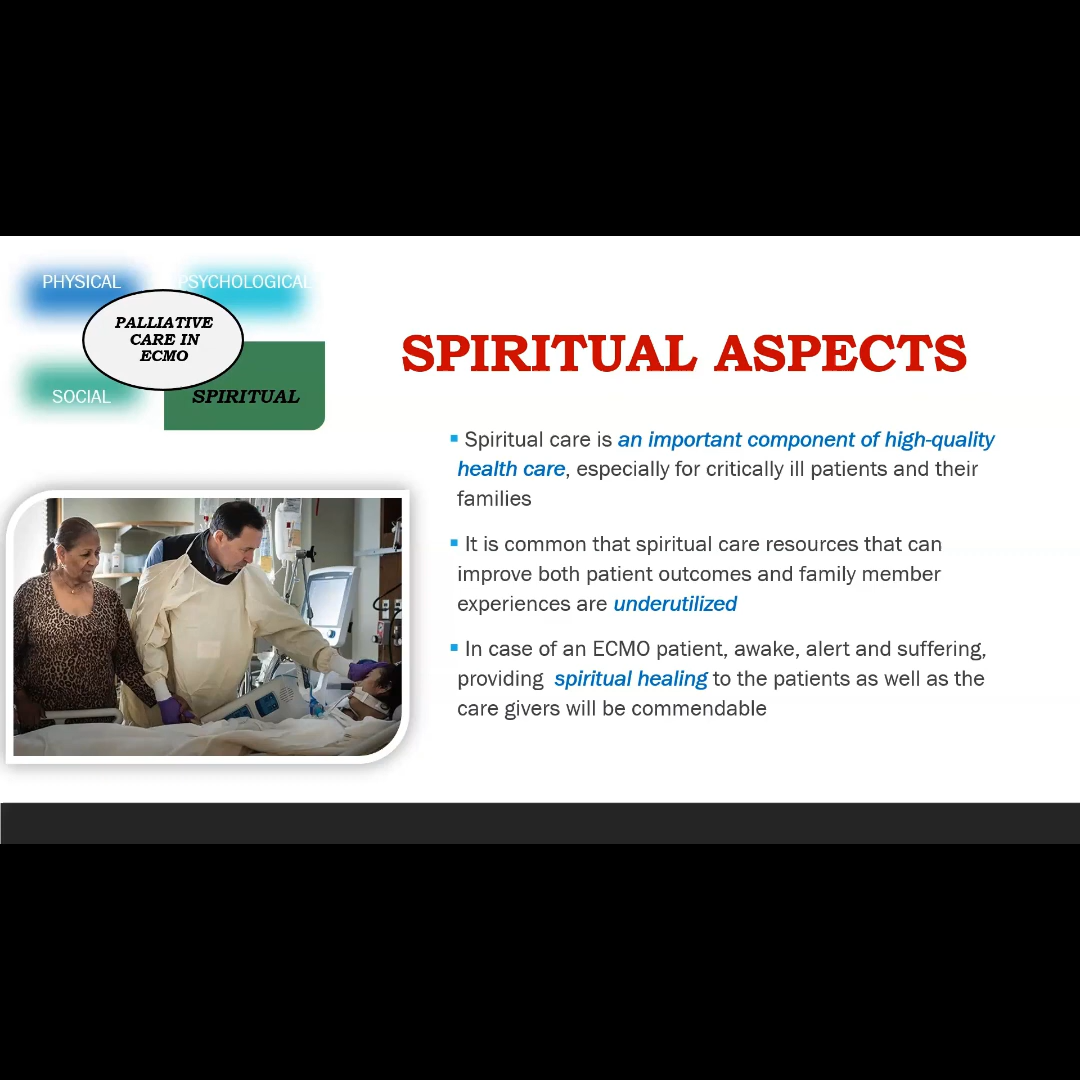 PHYSICAL
PSYCHOLOGICAL
PALLIATIVE
CARE IN
ECMO
SOCIAL
SPIRITUAL
SPIRITUAL ASPECTS
▪ Spiritual care is an important component of high-quality
health care, especially for critically ill patients and their
families
▪ It is common that spiritual care resources that can
improve both patient outcomes and family member
experiences are underutilized
▪ In case of an ECMO patient, awake, alert and suffering,
providing spiritual healing to the patients as well as the
care givers will be commendable